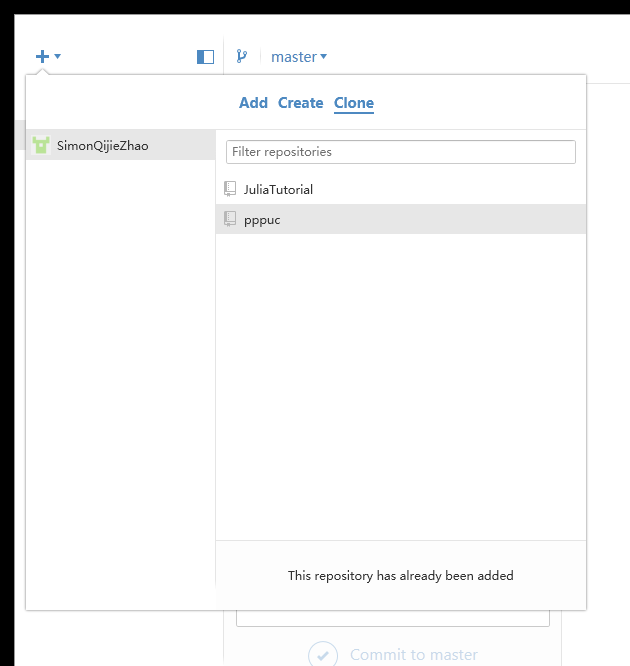 master
Add Create Clone
SimonQijieZhao
Filter repositories
JuliaTutorial
pppuc
This repository has already been added
Commit to master